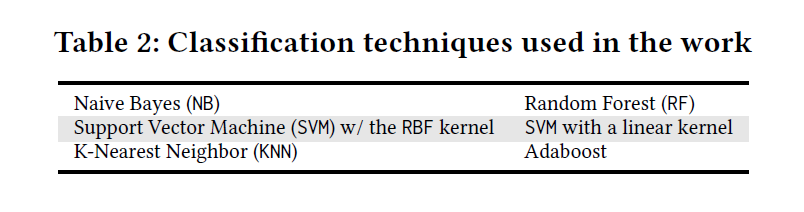 Table 2: Classification techniques used in the work
Naive Bayes (NB) Random Forest (RF)
Support Vector Machine (SVM) w/ the RBF kernel SVM with a linear kernel
K-Nearest Neighbor (KNN) Adaboost